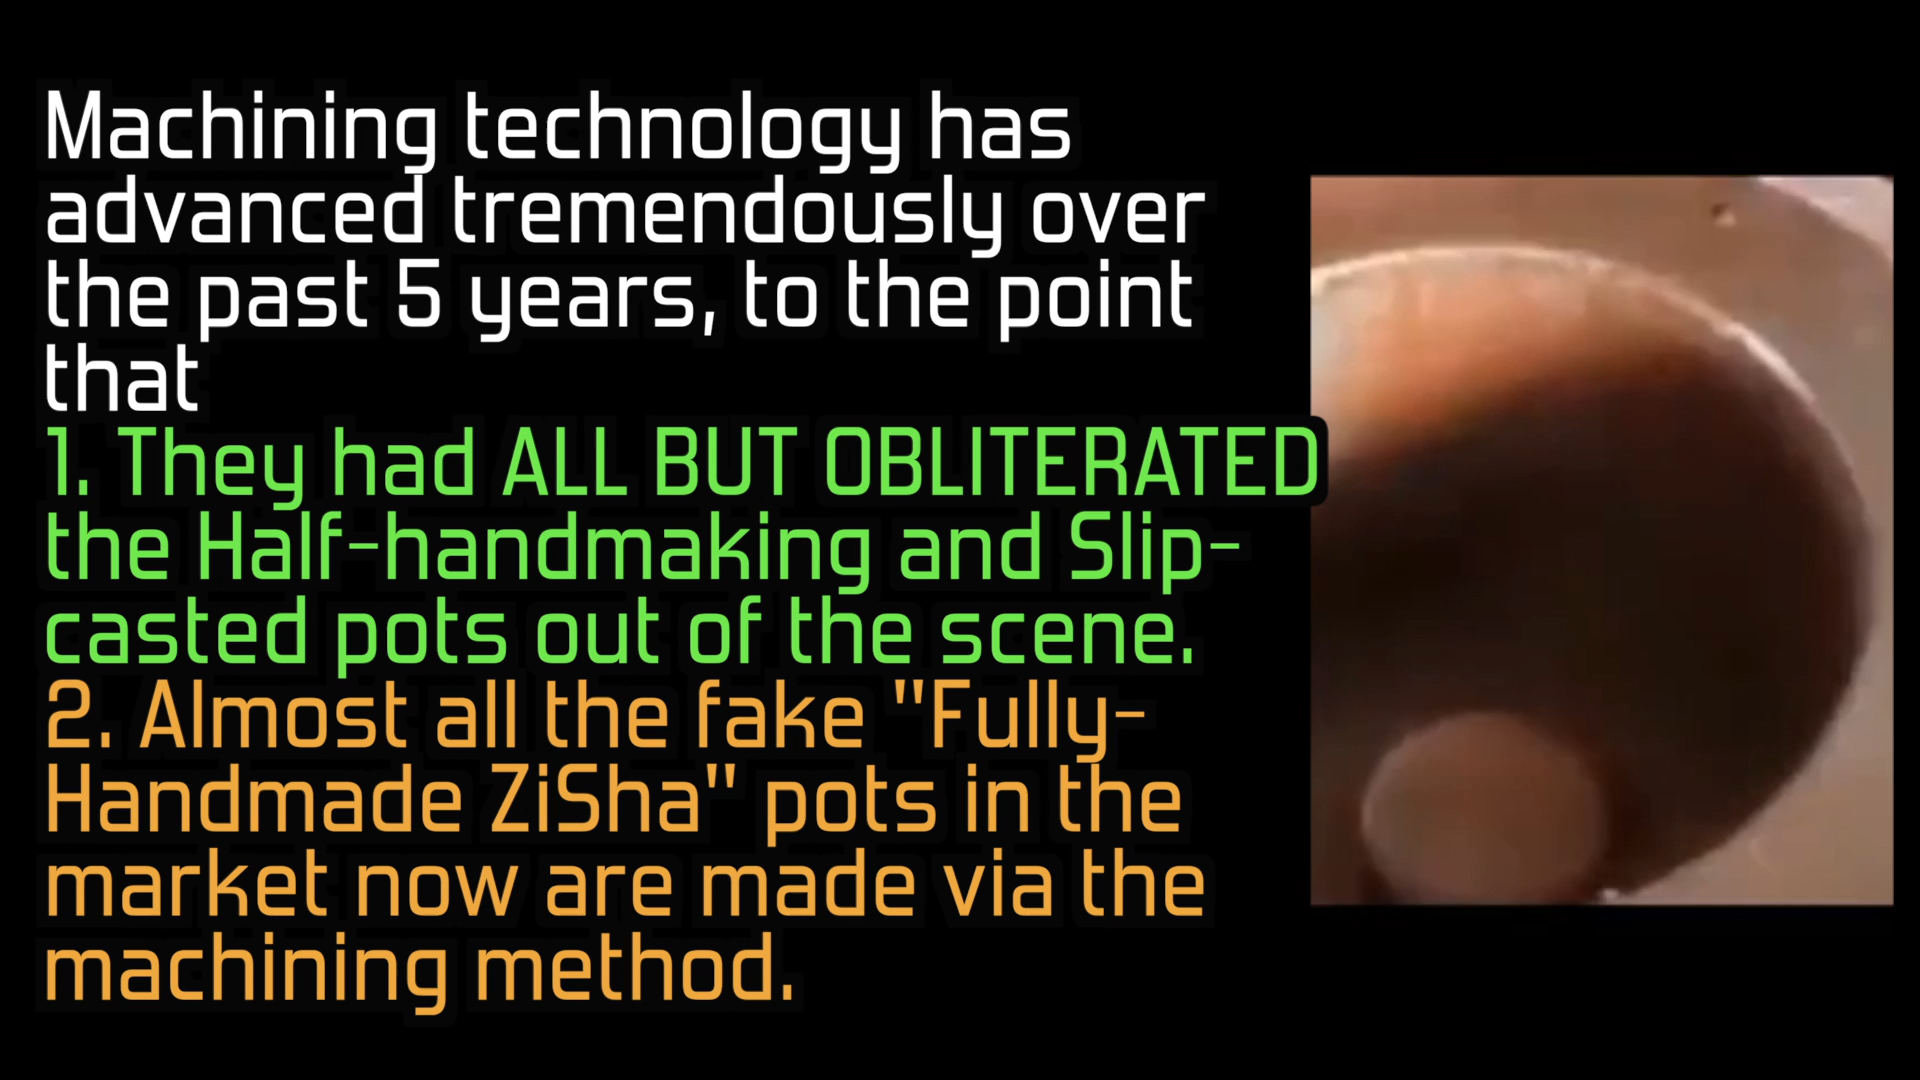 Machining technology has
advanced tremendously over
the past 5 years, to the point
that
1. They had ALL BUT OBLITERATED
the Half-handmaking and Slip-
casted pots out of the scene.
2. Almost all the fake "Fully-
Handmade ZiSha" pots in the
market now are made via the
machining method.